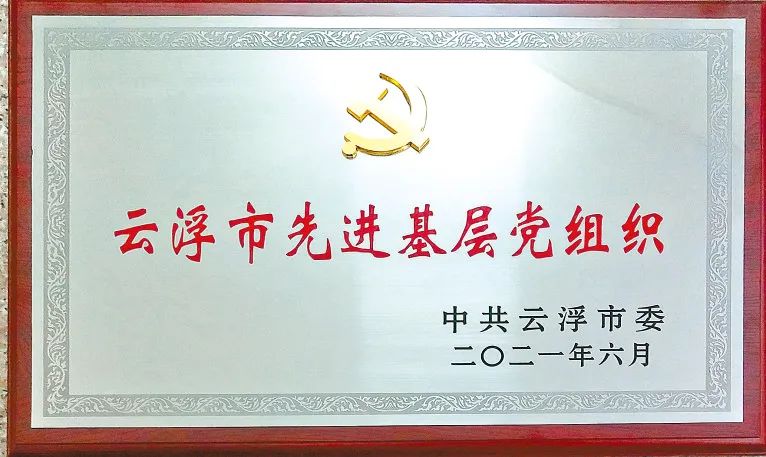 云浮市先进基层党组织
中共云浮市委
二〇二一年六月